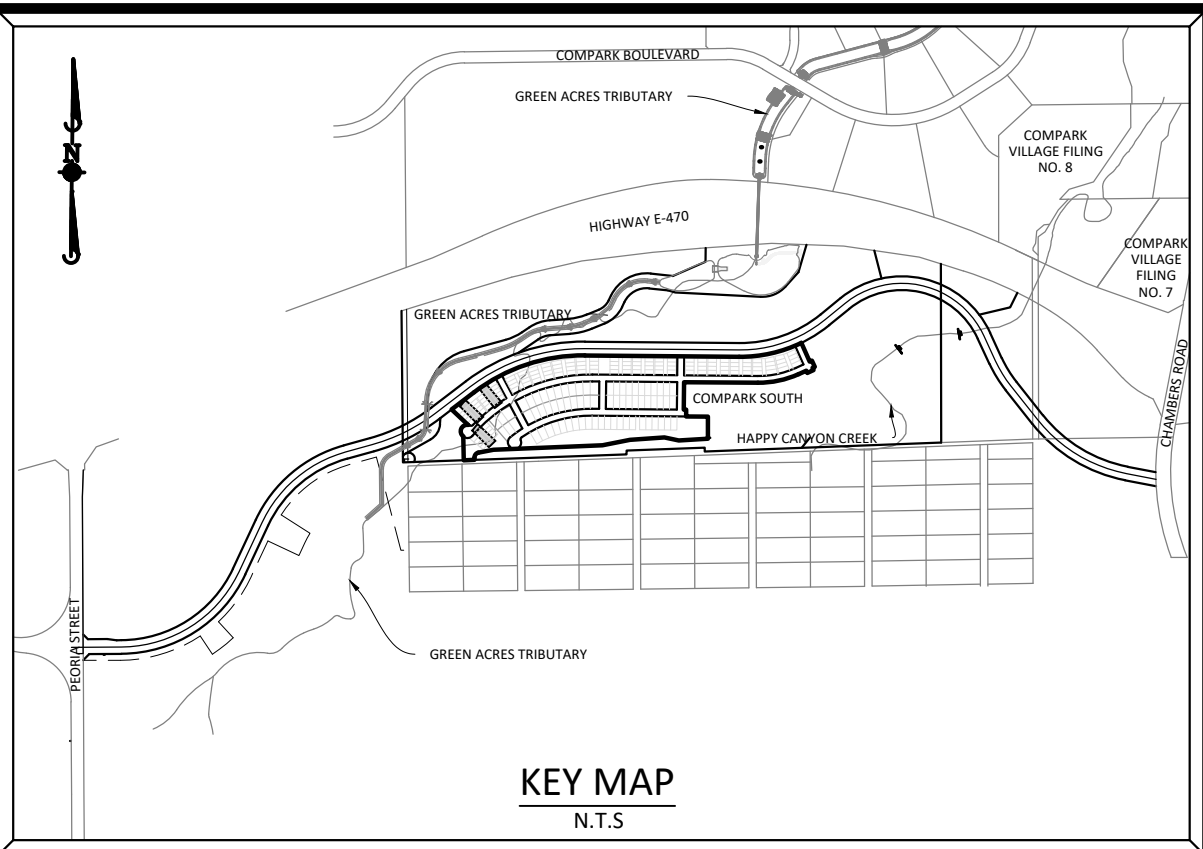 COMPARK BOULEVARD
GREEN ACRES TRIBUTARY
N
COMPARK
VILLAGE FILING
NO. 8
HIGHWAY E-470
COMPARK
VILLAGE
FILING
NO. 7
GREEN ACRES TRIBUTARY
COMPARK SOUTH
HAPPY CANYON CREEK
CHAMBERS ROAD
PEORIA STREET
GREEN ACRES TRIBUTARY
KEY MAP
N.T.S